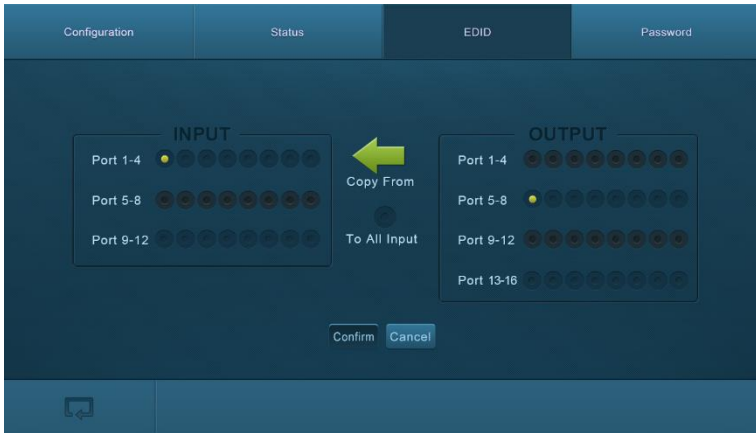 Configuration Status EDID Password
INPUT OUTPUT
Port 1-4 Port 1-4
Copy From
Port 5-8 Port 5-8
Port 9-12 To All Input Port 9-12
Port 13-16
Confirm Cancel